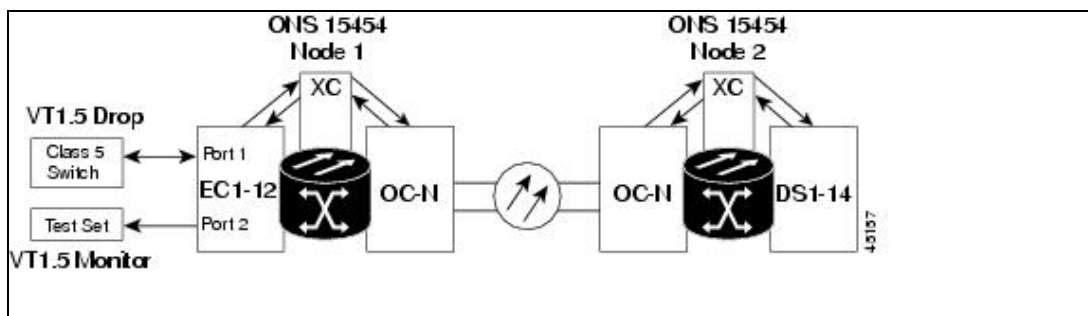 ONS 15454
Node 1
ONS 15454
Node 2
XC
XC
VT1.5 Drop
Class 5
Switch
Port 1
EC1-12
OC-N
OC-N
DS1-14
Test Set
Port 2
VT1.5 Monitor
45157